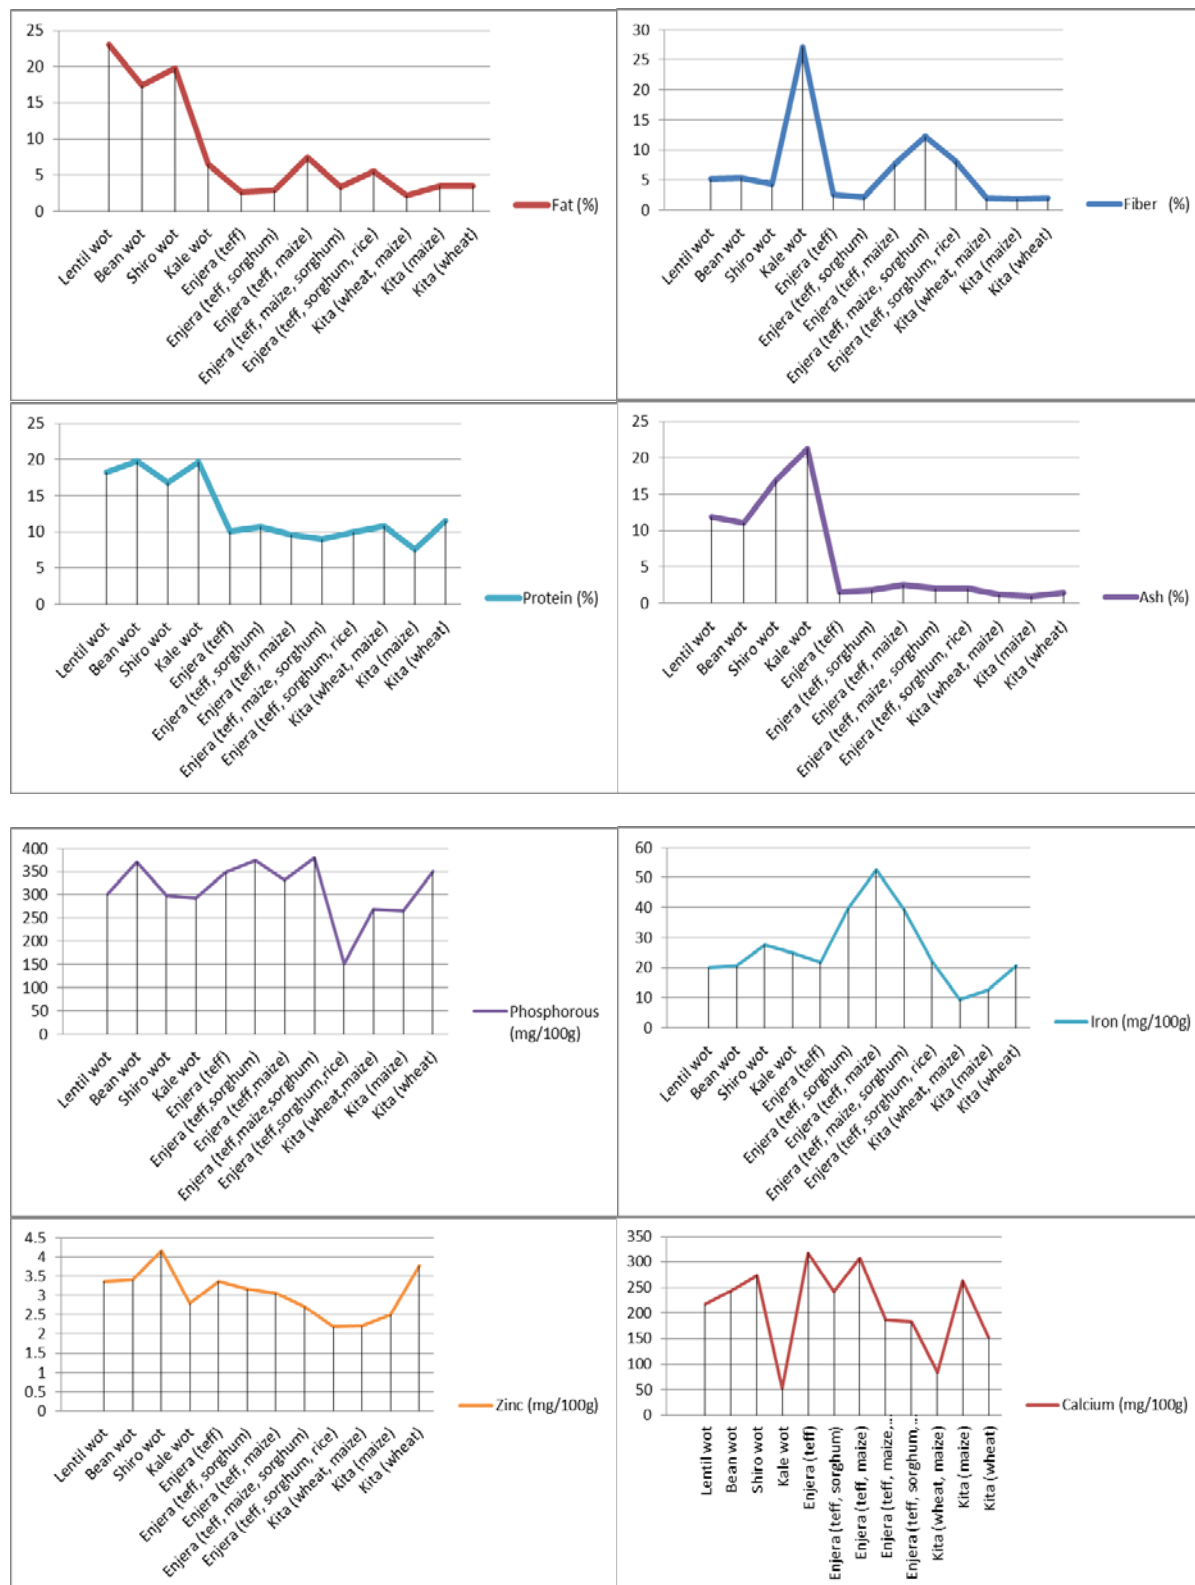 25
20
15
10
5
0
Lentil wot
Bean wot
Shiro wot
Kale wot
Enjera (teff)
Enjera (teff, sorghum)
Enjera (teff, maize)
Enjera (teff, maize, sorghum)
Enjera (teff, sorghum, rice)
Kita (wheat, maize)
Kita (maize)
Kita (wheat)
Fat (%)
30
25
20
15
10
5
0
Lentil wot
Bean wot
Shiro wot
Kale wot
Enjera (teff)
Enjera (teff, sorghum)
Enjera (teff, maize)
Enjera (teff, maize, sorghum)
Enjera (teff, sorghum, rice)
Kita (wheat, maize)
Kita (maize)
Kita (wheat)
Fiber (%)
25
20
15
10
5
0
Lentil wot
Bean wot
Shiro wot
Kale wot
Enjera (teff)
Enjera (teff, sorghum)
Enjera (teff, maize)
Enjera (teff, maize, sorghum)
Enjera (teff, sorghum, rice)
Kita (wheat, maize)
Kita (maize)
Kita (wheat)
Protein (%)
25
20
15
10
5
0
Lentil wot
Bean wot
Shiro wot
Kale wot
Enjera (teff)
Enjera (teff, sorghum)
Enjera (teff, maize)
Enjera (teff, maize, sorghum)
Enjera (teff, sorghum, rice)
Kita (wheat, maize)
Kita (maize)
Kita (wheat)
Ash (%)
400
350
300
250
200
150
100
50
0
Lentil wot
Bean wot
Shiro wot
Kale wot
Enjera (teff)
Enjera (teff,sorghum)
Enjera (teff,maize)
Enjera (teff,maize,sorghum)
Enjera (teff,sorghum,rice)
Kita (wheat,maize)
Kita (maize)
Kita (wheat)
Phosphorous
(mg/100g)
60
50
40
30
20
10
0
Lentil wot
Bean wot
Shiro wot
Kale wot
Enjera (teff)
Enjera (teff, sorghum)
Enjera (teff, maize)
Enjera (teff, maize, sorghum)
Enjera (teff, sorghum, rice)
Kita (wheat, maize)
Kita (maize)
Kita (wheat)
Iron (mg/100g)
4.5
4
3.5
3
2.5
2
1.5
1
0.5
0
Lentil wot
Bean wot
Shiro wot
Kale wot
Enjera (teff)
Enjera (teff, sorghum)
Enjera (teff, maize)
Enjera (teff, maize, sorghum)
Enjera (teff, sorghum, rice)
Kita (wheat, maize)
Kita (maize)
Kita (wheat)
Zinc (mg/100g)
350
300
250
200
150
100
50
0
Lentil wot
Bean wot
Shiro wot
Kale wot
Enjera (teff)
Enjera (teff, sorghum)
Enjera (teff, maize)
Enjera (teff, maize,...
Enjera (teff, sorghum,...
Kita (wheat, maize)
Kita (maize)
Kita (wheat)
Calcium (mg/100g)